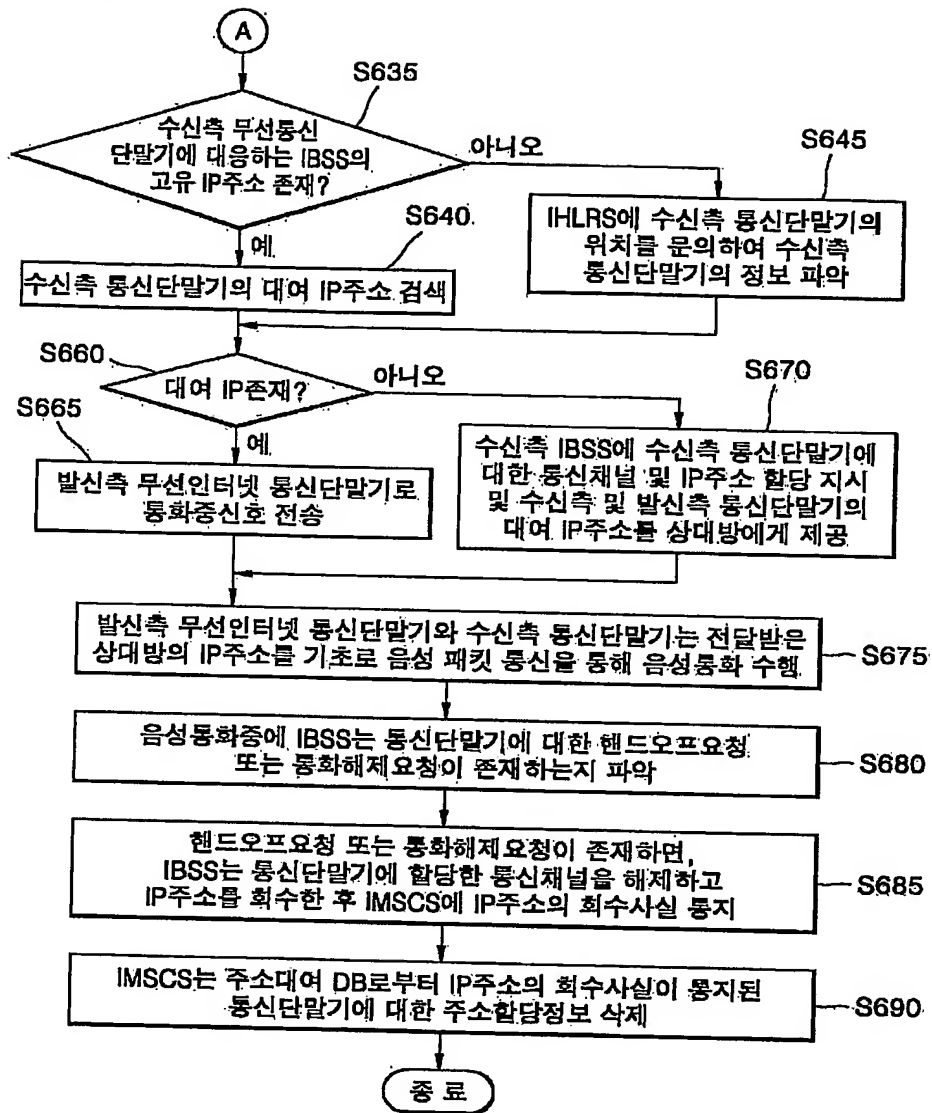 A
S635
수신측 무선통신
단말기에 대응하는 IBSS의
고유 IP주소 존재?
아니오
S645
IHLRS에 수신측 통신단말기의
위치를 문의하여 수신측
통신단말기의 정보 파악
예
S640
수신측 통신단말기의 대여 IP주소 검색
S660
대여 IP존재?
아니오
S670
수신측 IBSS에 수신측 통신단말기에
대한 통신채널 및 IP주소 할당 지시
및 수신측 및 발신측 통신단말기의
대여 IP주소를 상대방에게 제공
S665
예
발신측 무선인터넷 통신단말기로
통화중신호 전송
발신측 무선인터넷 통신단말기와 수신측 통신단말기는 전달받은
상대방의 IP주소를 기초로 음성 패킷 통신을 통해 음성통화 수행
S675
음성통화중에 IBSS는 통신단말기에 대한 핸드오프요청
또는 통화해제요청이 존재하는지 파악
S680
핸드오프요청 또는 통화해제요청이 존재하면,
IBSS는 통신단말기에 할당한 통신채널을 해제하고
IP주소를 회수한 후 IMSCS에 IP주소의 회수사실 통지
S685
IMSCS는 주소대여 DB로부터 IP주소의 회수사실이 통지된
통신단말기에 대한 주소할당정보 삭제
S690
종료